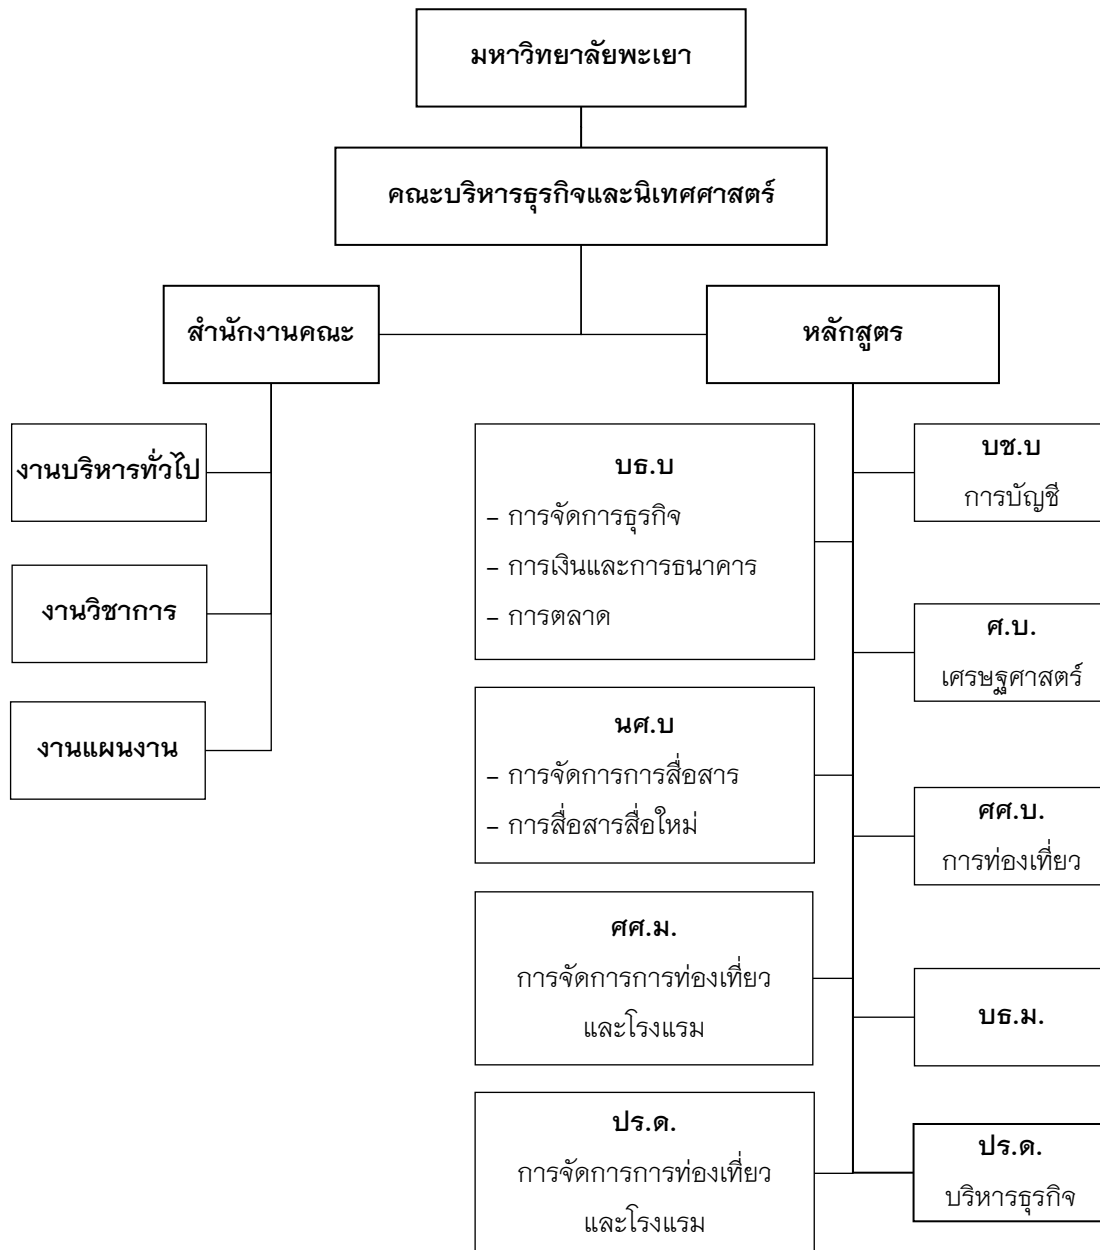 มหาวิทยาลัยพะเยา
คณะบริหารธุรกิจและนิเทศศาสตร์
สำนักงานคณะ
หลักสูตร
งานบริหารทั่วไป
งานวิชาการ
งานแผนงาน
บธ.บ
– การจัดการธุรกิจ
– การเงินและการธนาคาร
– การตลาด
นศ.บ
– การจัดการการสื่อสาร
– การสื่อสารสื่อใหม่
ศศ.ม.
การจัดการการท่องเที่ยว
และโรงแรม
ปร.ด.
การจัดการการท่องเที่ยว
และโรงแรม
บช.บ
การบัญชี
ศ.บ.
เศรษฐศาสตร์
ศศ.บ.
การท่องเที่ยว
บธ.ม.
ปร.ด.
บริหารธุรกิจ